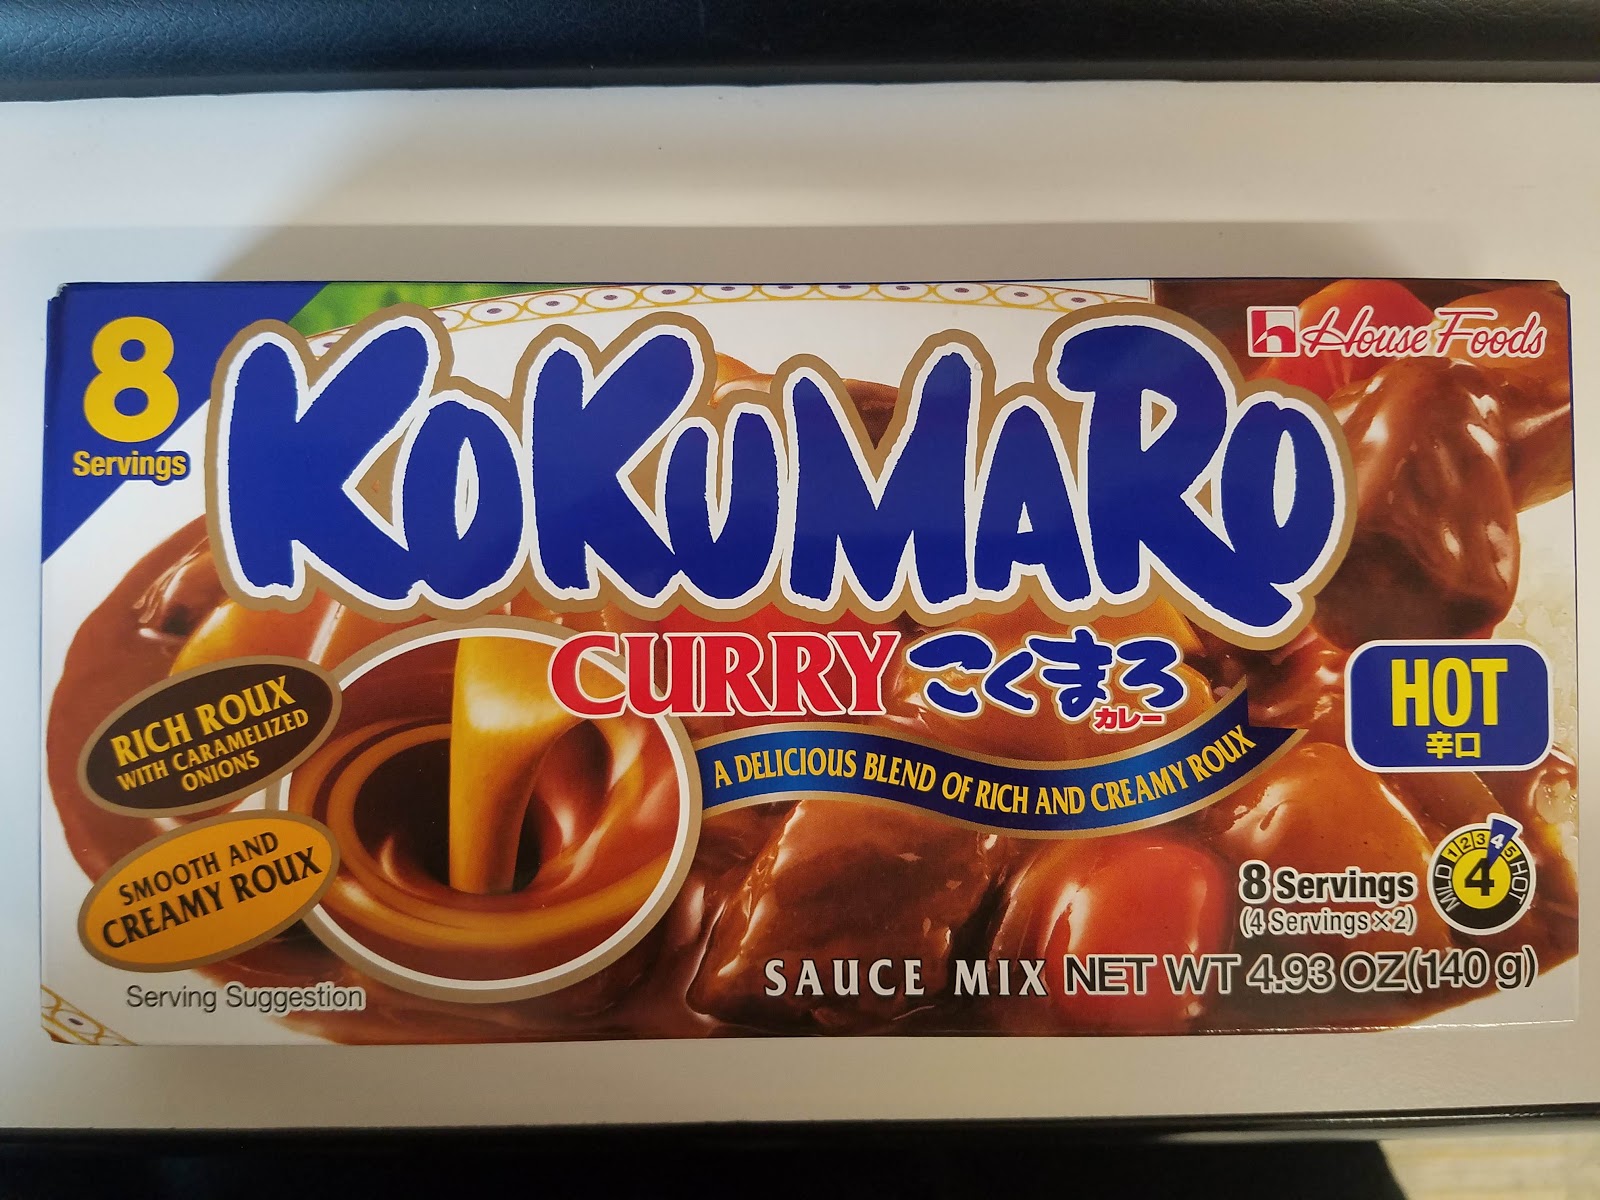 8
Servings
KOKUMARO
House Foods
CURRY こくまろ
カレー
A DELICIOUS BLEND OF RICH AND CREAMY ROUX
RICH ROUX
WITH CARAMELIZED
ONIONS
SMOOTH AND
CREAMY ROUX
Serving Suggestion
HOT
辛口
MILD 1 2 3 4 5 HOT
4
8 Servings
(4 Servings×2)
SAUCE MIX NET WT 4.93 OZ(140 g)